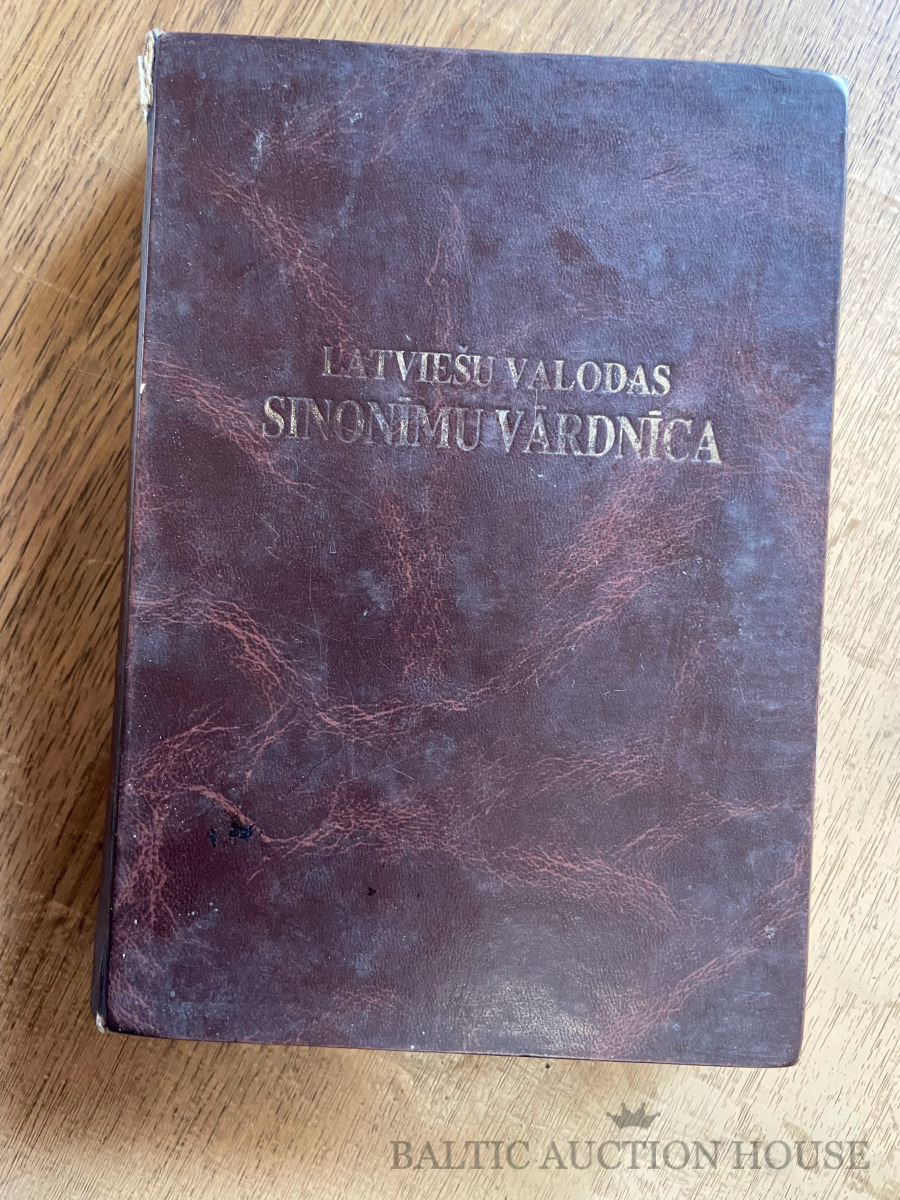 LATVIEŠU VALODAS
SINONĪMU VĀRDNĪCA
BALTIC AUCTION HOUSE